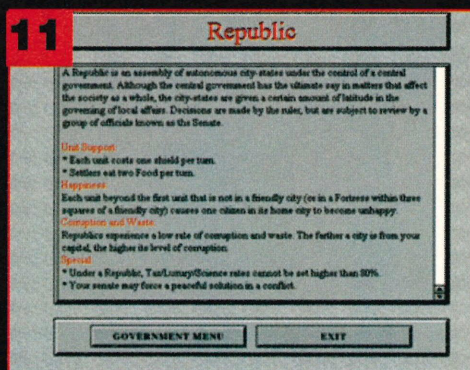 11
Republic
A Republic is an assembly of autonomous city-states under the control of a central
government. Although the central government has the ultimate say in matters that affect
the society as a whole, the city-states are given a certain amount of latitude in the
governing of local affairs. Decisions are made by the ruler, but are subject to review by a
group of officials known as the Senate.
Unit Support:
* Each unit costs one shield per turn.
* Settlers eat two Food per turn.
Happiness:
Each unit beyond the first unit that is not in a friendly city (or in a Fortress within three
squares of a friendly city) causes one citizen in its home city to become unhappy.
Corruption and Waste:
Republics experience a low rate of corruption and waste. The farther a city is from your
capital, the higher its level of corruption.
Special:
* Under a Republic, Tax/Luxury/Science rates cannot be set higher than 80%.
* Your senate may force a peaceful solution in a conflict.
GOVERNMENT MENU
EXIT